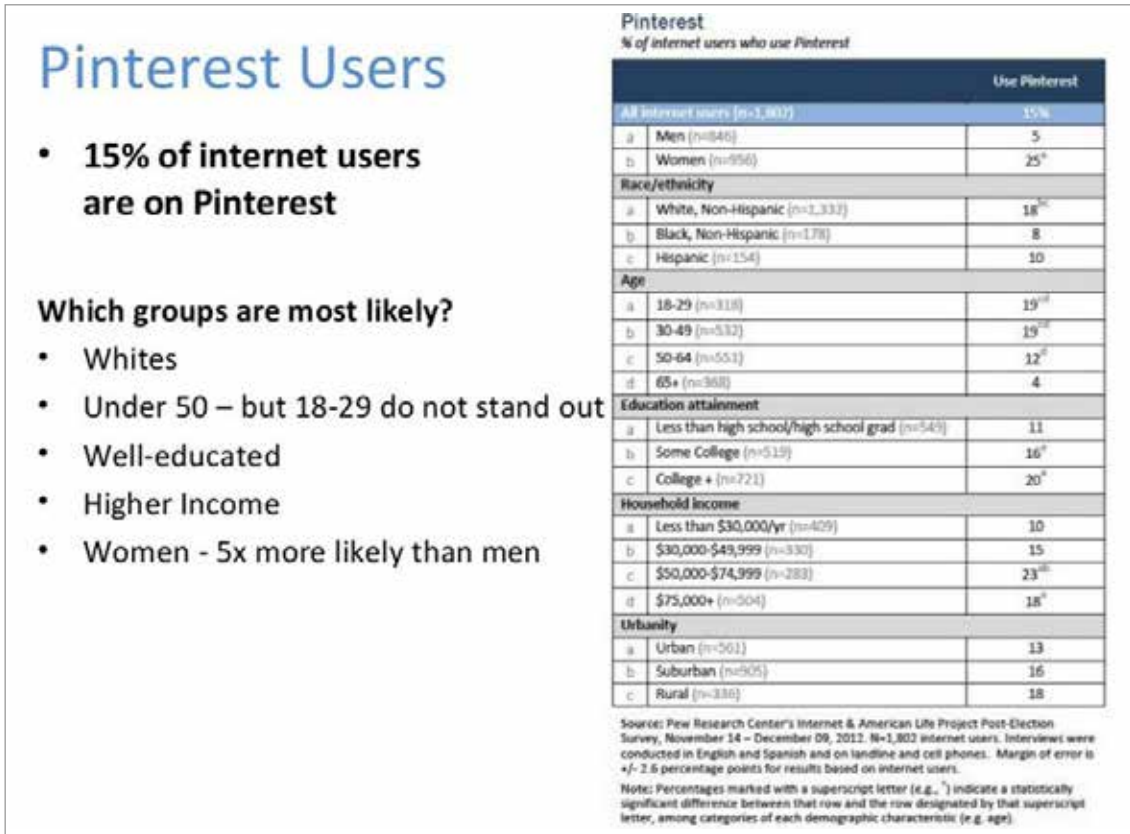 Pinterest Users
• 15% of internet users
are on Pinterest
Which groups are most likely?
• Whites
• Under 50 – but 18-29 do not stand out
• Well-educated
• Higher Income
• Women - 5x more likely than men
Pinterest
% of internet users who use Pinterest
Use Pinterest
All internet users (n=1,802) 15%
a Men (n=846) 5
b Women (n=956) 25ᵃ
Race/ethnicity
a White, Non-Hispanic (n=1,332) 18ᵇᶜ
b Black, Non-Hispanic (n=178) 8
c Hispanic (n=154) 10
Age
a 18-29 (n=318) 19ᶜᵈ
b 30-49 (n=532) 19ᶜᵈ
c 50-64 (n=551) 12ᵈ
d 65+ (n=368) 4
Education attainment
a Less than high school/high school grad (n=549) 11
b Some College (n=519) 16ᵃ
c College + (n=721) 20ᵃ
Household income
a Less than $30,000/yr (n=409) 10
b $30,000-$49,999 (n=330) 15
c $50,000-$74,999 (n=283) 23ᵃᵇ
d $75,000+ (n=504) 18ᵃ
Urbanity
a Urban (n=561) 13
b Suburban (n=905) 16
c Rural (n=336) 18
Source: Pew Research Center's Internet & American Life Project Post-Election
Survey, November 14 – December 09, 2012. N=1,802 internet users. Interviews were
conducted in English and Spanish and on landline and cell phones. Margin of error is
+/- 2.6 percentage points for results based on internet users.
Note: Percentages marked with a superscript letter (e.g., ᵃ) indicate a statistically
significant difference between that row and the row designated by that superscript
letter, among categories of each demographic characteristic (e.g. age).